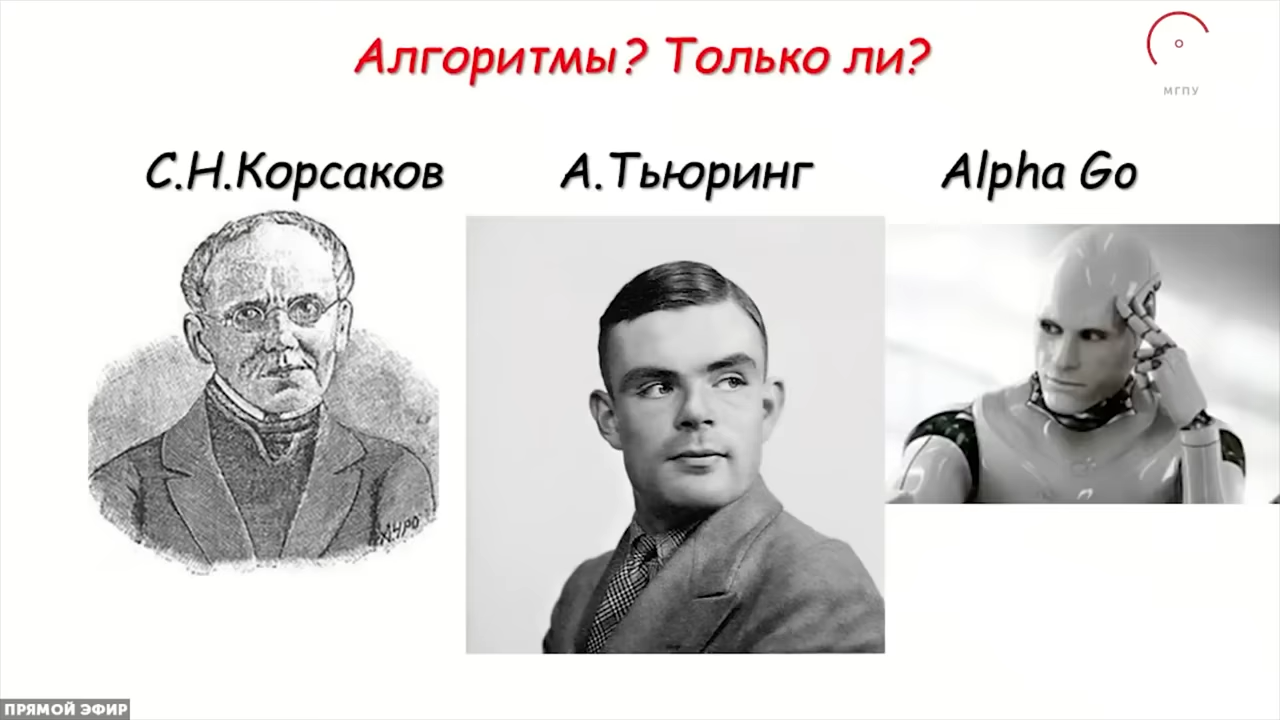 Алгоритмы? Только ли?
МГПУ
С.Н.Корсаков
А.Тьюринг
Alpha Go
ПРЯМОЙ ЭФИР